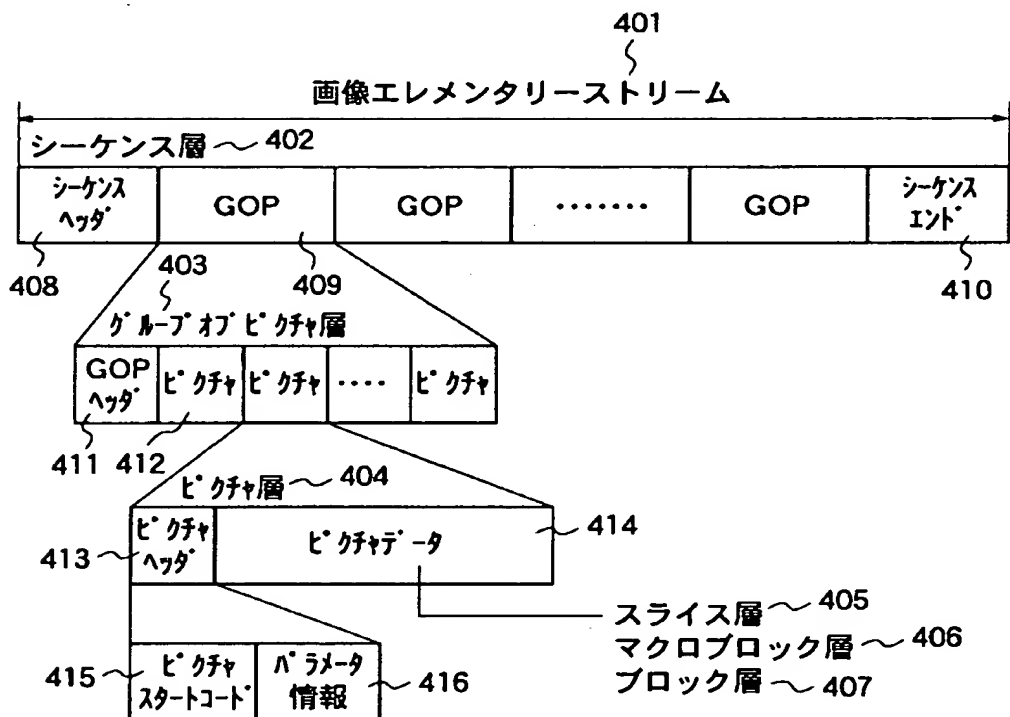 401
画像エレメンタリーストリーム
シーケンス層 402
シーケンス
ヘッダ
GOP
GOP
・・・・・・・
GOP
シーケンス
エンド
408
403
409
410
グループオブピクチャ層
GOP
ヘッダ
ピクチャ
ピクチャ
・・・・
ピクチャ
411
412
ピクチャ層 404
ピクチャ
ヘッダ
ピクチャデータ
414
413
スライス層 405
マクロブロック層 406
ブロック層 407
415
ピクチャ
スタートコード
パラメータ
情報
416